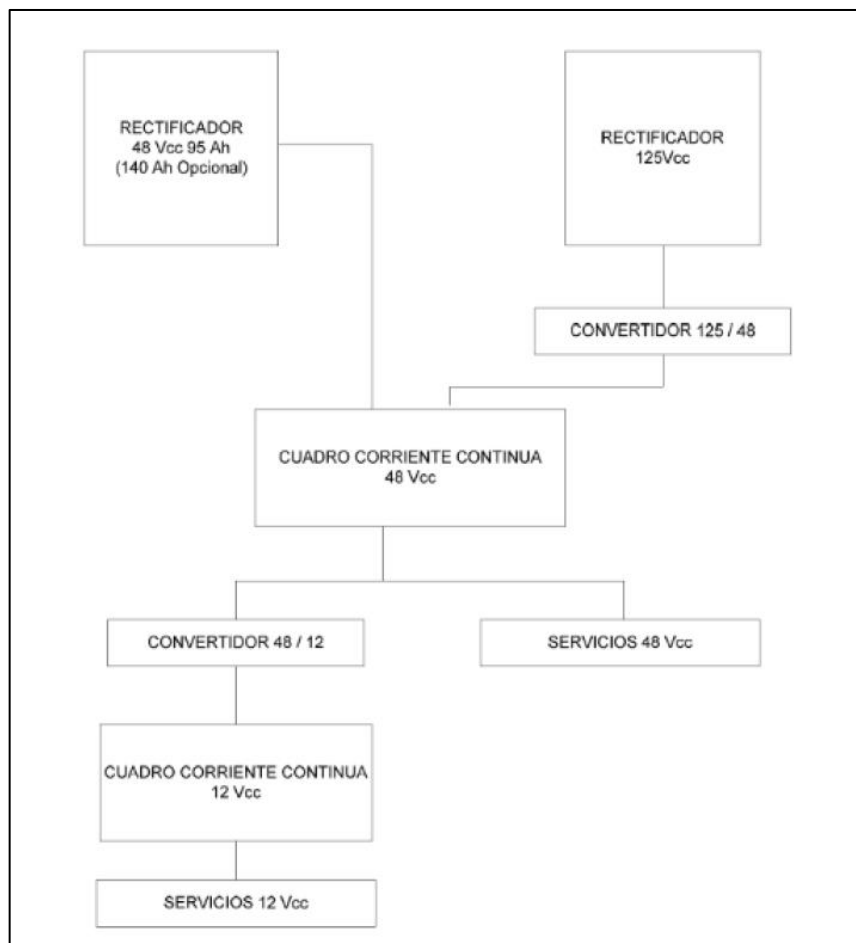 RECTIFICADOR
48 Vcc 95 Ah
(140 Ah Opcional)
RECTIFICADOR
125Vcc
CONVERTIDOR 125 / 48
CUADRO CORRIENTE CONTINUA
48 Vcc
CONVERTIDOR 48 / 12
SERVICIOS 48 Vcc
CUADRO CORRIENTE CONTINUA
12 Vcc
SERVICIOS 12 Vcc